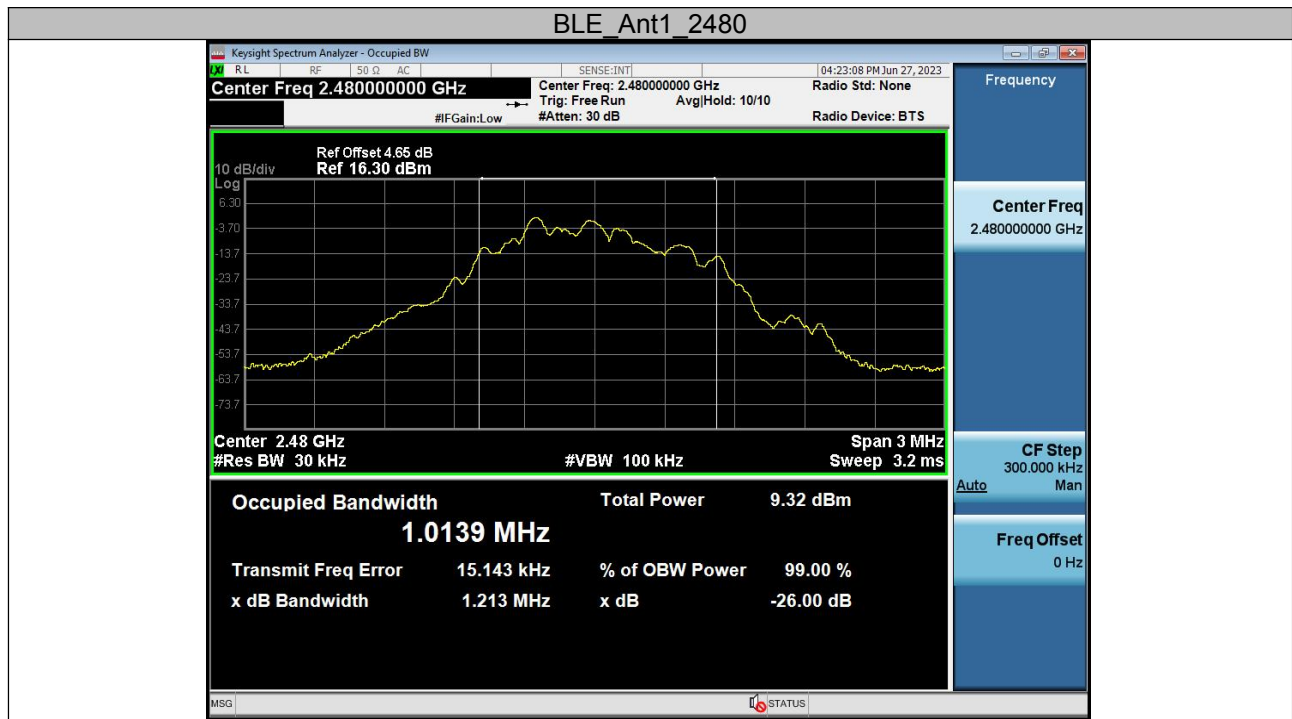 BLE_Ant1_2480
Keysight Spectrum Analyzer - Occupied BW
LXI RL RF 50 Ω AC SENSE:INT 04:23:08 PM Jun 27, 2023
Center Freq 2.480000000 GHz Center Freq: 2.480000000 GHz Radio Std: None
Trig: Free Run Avg|Hold: 10/10
#IFGain:Low #Atten: 30 dB Radio Device: BTS
Ref Offset 4.65 dB
10 dB/div Ref 16.30 dBm
Log
6.30
-3.70
-13.7
-23.7
-33.7
-43.7
-53.7
-63.7
-73.7
Center 2.48 GHz Span 3 MHz
#Res BW 30 kHz #VBW 100 kHz Sweep 3.2 ms
Occupied Bandwidth Total Power 9.32 dBm
1.0139 MHz
Transmit Freq Error 15.143 kHz % of OBW Power 99.00 %
x dB Bandwidth 1.213 MHz x dB -26.00 dB
MSG STATUS
Frequency
Center Freq
2.480000000 GHz
CF Step
300.000 kHz
Auto Man
Freq Offset
0 Hz